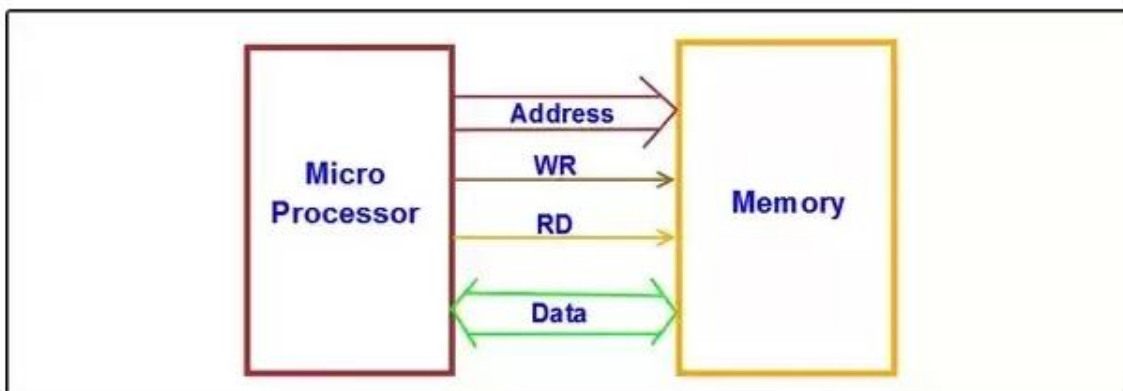 Micro
Processor
Address
WR
RD
Data
Memory